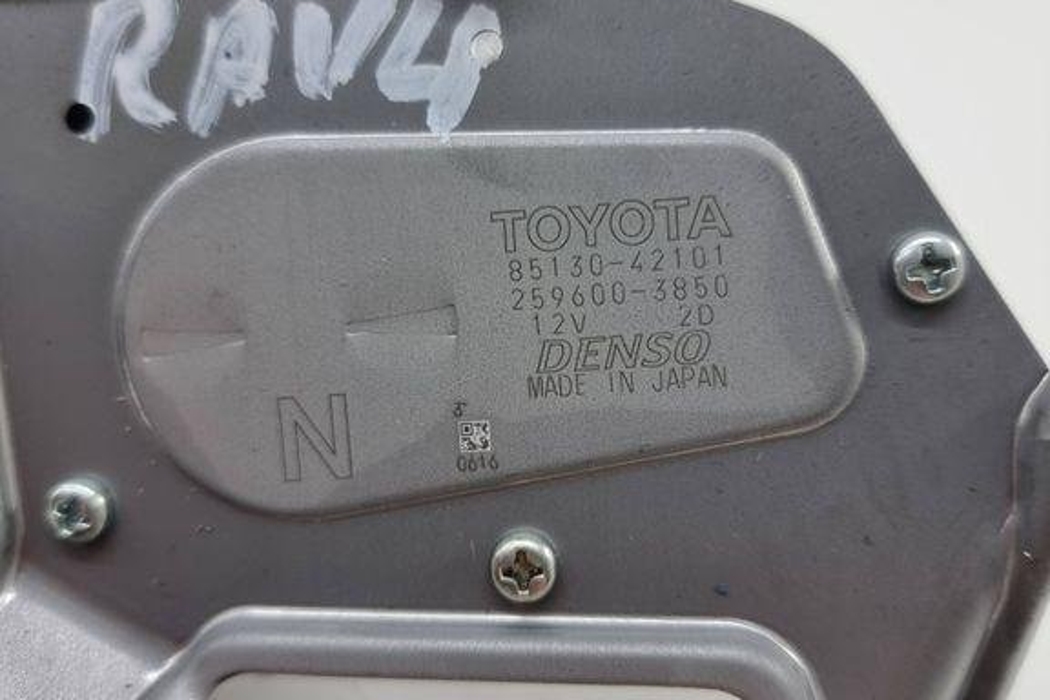 RAV4
TOYOTA
85130-42101
259600-3850
12V 2D
DENSO
MADE IN JAPAN
N
0616